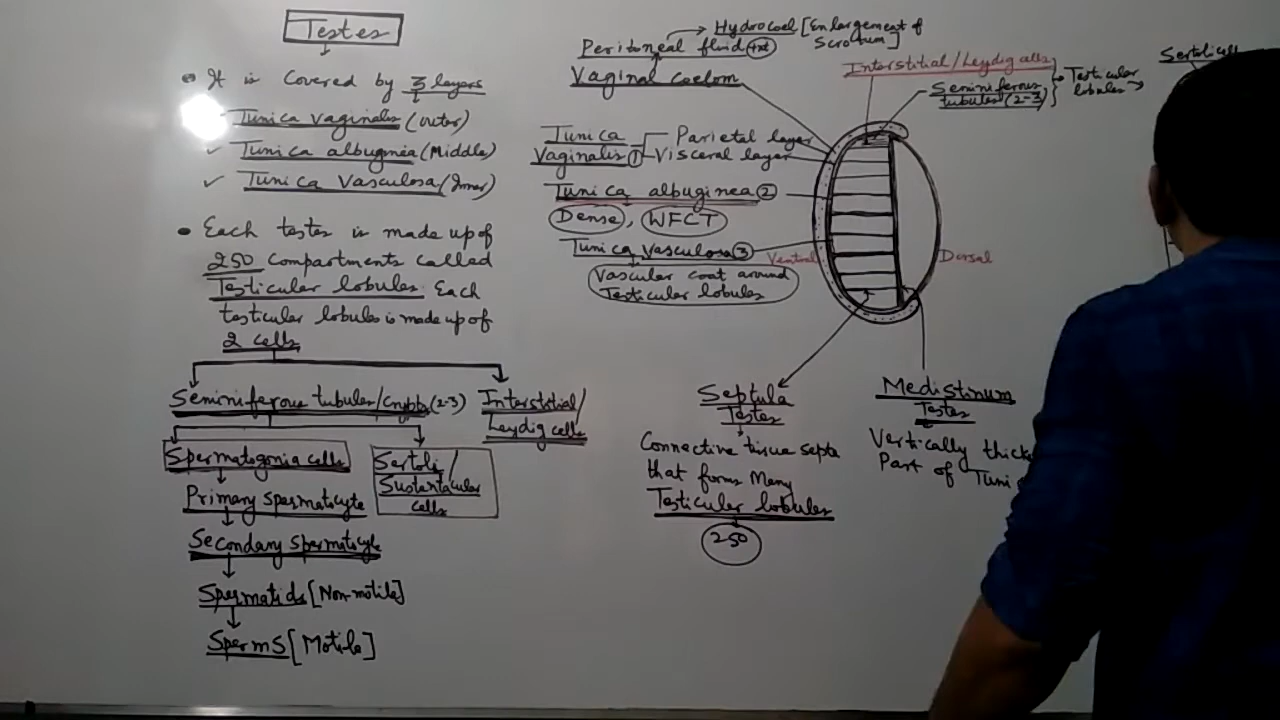 Testes
It is covered by 3 layers
Tunica vaginalis (outer)
Tunica albuginea (Middle)
Tunica Vasculosa (Inner)
Each testes is made up of
250 compartments called
Testicular lobules. Each
testicular lobules is made up of
2 cells
Seminiferous tubules/Crypts (2-3)
Interstitial/
Leydig cells
Spermatogonia cells
Sertoli/
Sustentacular
cells
Primary spermatocyte
Secondary spermatocyte
Spermatids [Non-motile]
Sperms [Motile]
Hydrocoel [Enlargement of
Scrotum]
Peritoneal fluid
Vaginal coelom
Interstitial/Leydig cells
Seminiferous
tubules (2-3)
Testicular
lobules
Tunica
Vaginalis 1
Parietal layer
Visceral layer
Tunica albuginea 2
Dense, WFCT
Tunica Vasculosa 3
Vascular coat around
Testicular lobules
Ventral
Dorsal
Septula
Testes
Connective tissue septa
that forms Many
Testicular lobules
250
Medistinum
Testes
Vertically thick
Part of Tuni
Sertoli cell